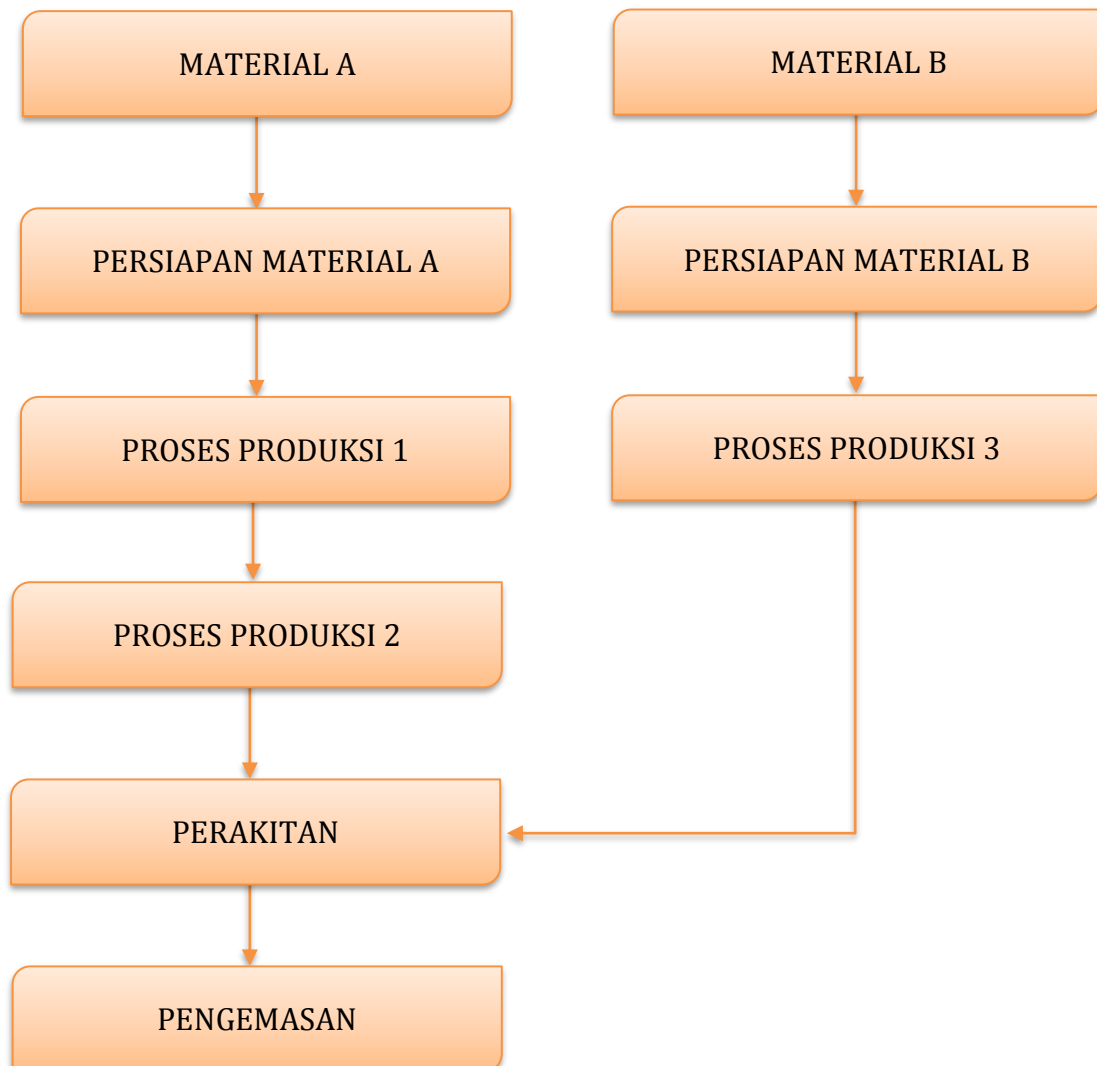 MATERIAL A
MATERIAL B
PERSIAPAN MATERIAL A
PERSIAPAN MATERIAL B
PROSES PRODUKSI 1
PROSES PRODUKSI 3
PROSES PRODUKSI 2
PERAKITAN
PENGEMASAN